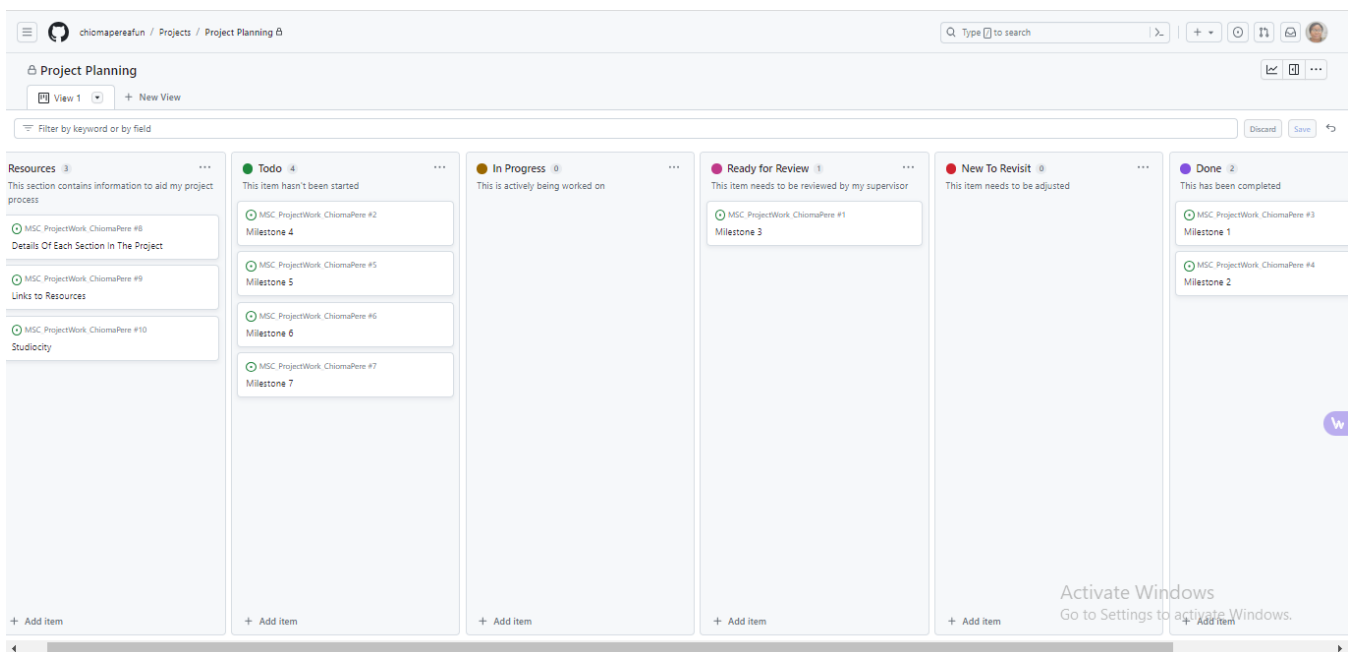 chiomapereafun / Projects / Project Planning
Type / to search
Project Planning
View 1
+ New View
Filter by keyword or by field
Discard
Save
Resources 3
This section contains information to aid my project
process
MSC_ProjectWork_ChiomaPere #8
Details Of Each Section In The Project
MSC_ProjectWork_ChiomaPere #9
Links to Resources
MSC_ProjectWork_ChiomaPere #10
Studiocity
+ Add item
Todo 4
This item hasn't been started
MSC_ProjectWork_ChiomaPere #2
Milestone 4
MSC_ProjectWork_ChiomaPere #5
Milestone 5
MSC_ProjectWork_ChiomaPere #6
Milestone 6
MSC_ProjectWork_ChiomaPere #7
Milestone 7
+ Add item
In Progress 0
This is actively being worked on
+ Add item
Ready for Review 1
This item needs to be reviewed by my supervisor
MSC_ProjectWork_ChiomaPere #1
Milestone 3
+ Add item
New To Revisit 0
This item needs to be adjusted
+ Add item
Done 2
This has been completed
MSC_ProjectWork_ChiomaPere #3
Milestone 1
MSC_ProjectWork_ChiomaPere #4
Milestone 2
+ Add item
Activate Windows
Go to Settings to activate Windows.